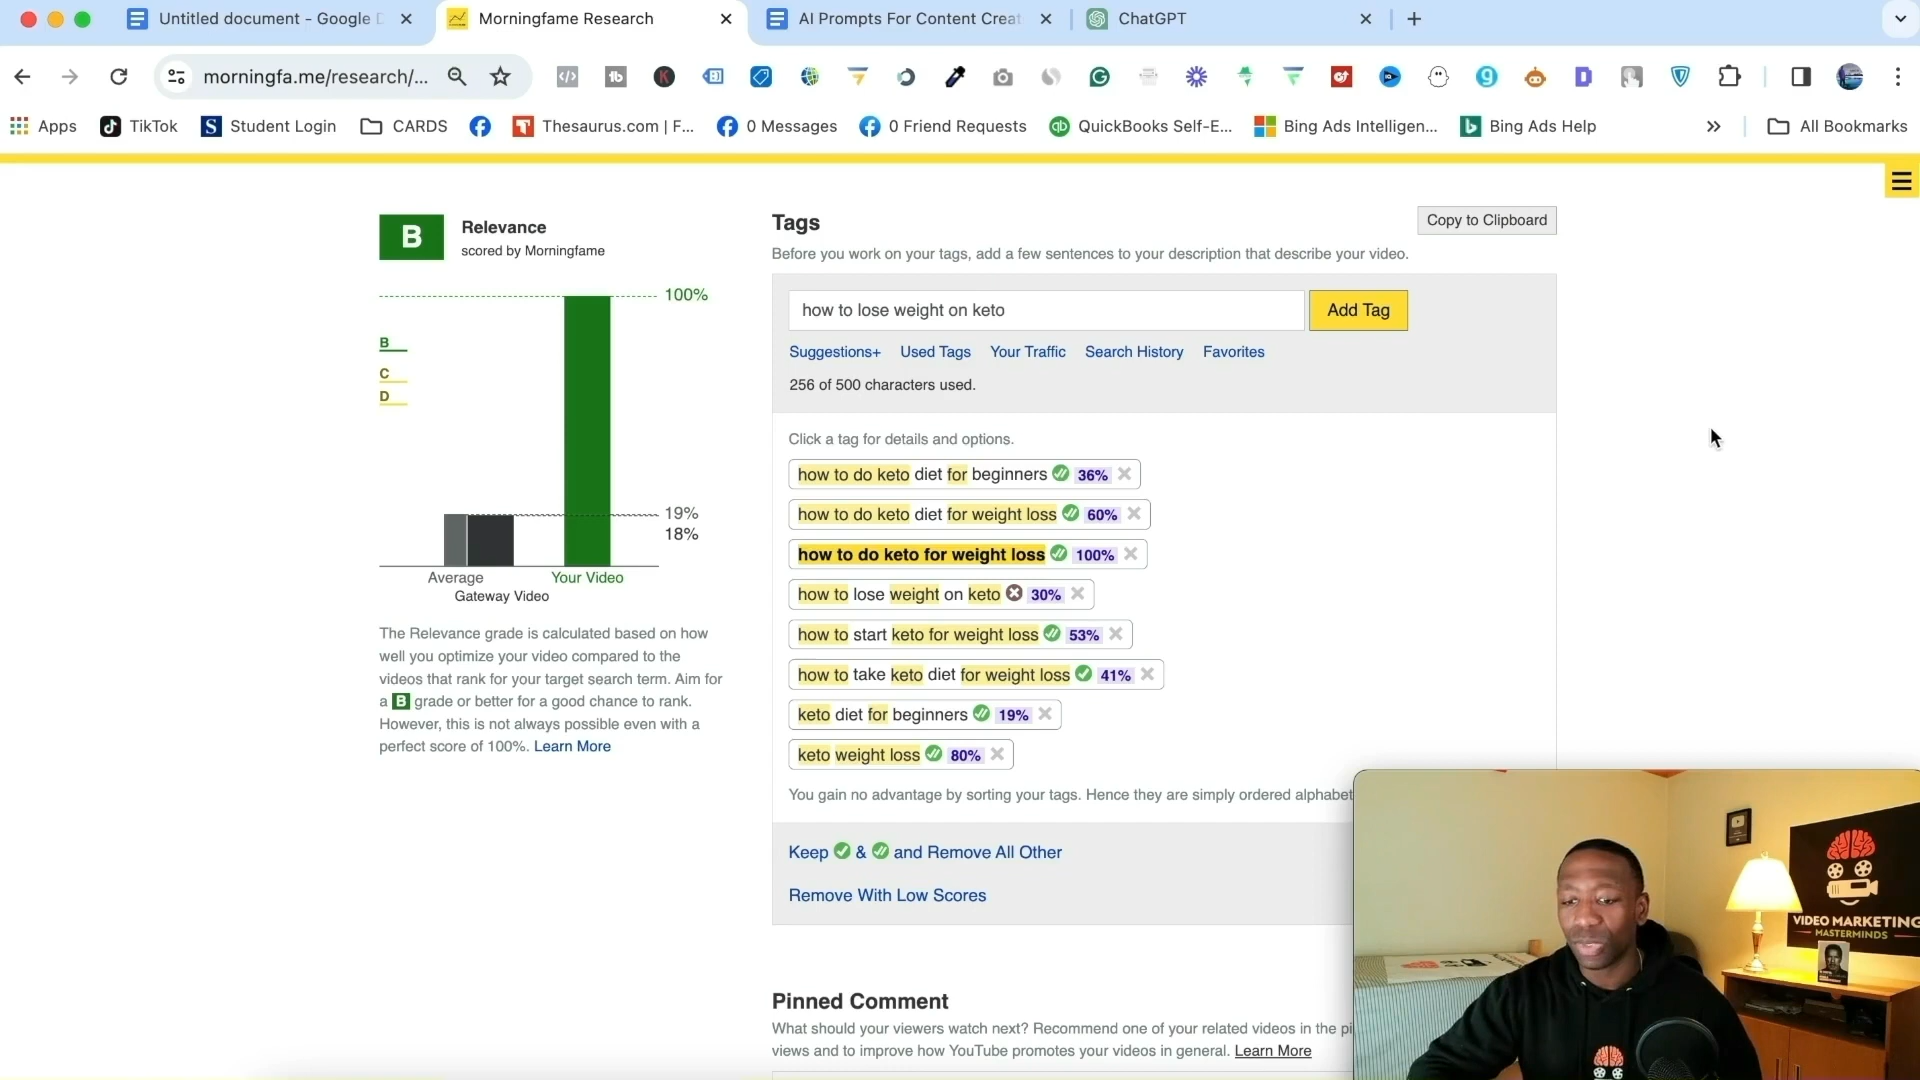 Untitled document - Google D
Morningfame Research
AI Prompts For Content Creat
ChatGPT
morningfa.me/research/...
Apps
TikTok
Student Login
CARDS
Thesaurus.com | F...
0 Messages
0 Friend Requests
QuickBooks Self-E...
Bing Ads Intelligen...
Bing Ads Help
All Bookmarks
B
Relevance
scored by Morningfame
100%
B
C
D
19%
18%
Average
Your Video
Gateway Video
The Relevance grade is calculated based on how
well you optimize your video compared to the
videos that rank for your target search term. Aim for
a B grade or better for a good chance to rank.
However, this is not always possible even with a
perfect score of 100%. Learn More
Tags
Copy to Clipboard
Before you work on your tags, add a few sentences to your description that describe your video.
how to lose weight on keto
Add Tag
Suggestions+ Used Tags Your Traffic Search History Favorites
256 of 500 characters used.
Click a tag for details and options.
how to do keto diet for beginners 36%
how to do keto diet for weight loss 60%
how to do keto for weight loss 100%
how to lose weight on keto 30%
how to start keto for weight loss 53%
how to take keto diet for weight loss 41%
keto diet for beginners 19%
keto weight loss 80%
You gain no advantage by sorting your tags. Hence they are simply ordered alphabet
Keep & and Remove All Other
Remove With Low Scores
Pinned Comment
What should your viewers watch next? Recommend one of your related videos in the pi
views and to improve how YouTube promotes your videos in general. Learn More
VIDEO MARKETING
MASTERMINDS